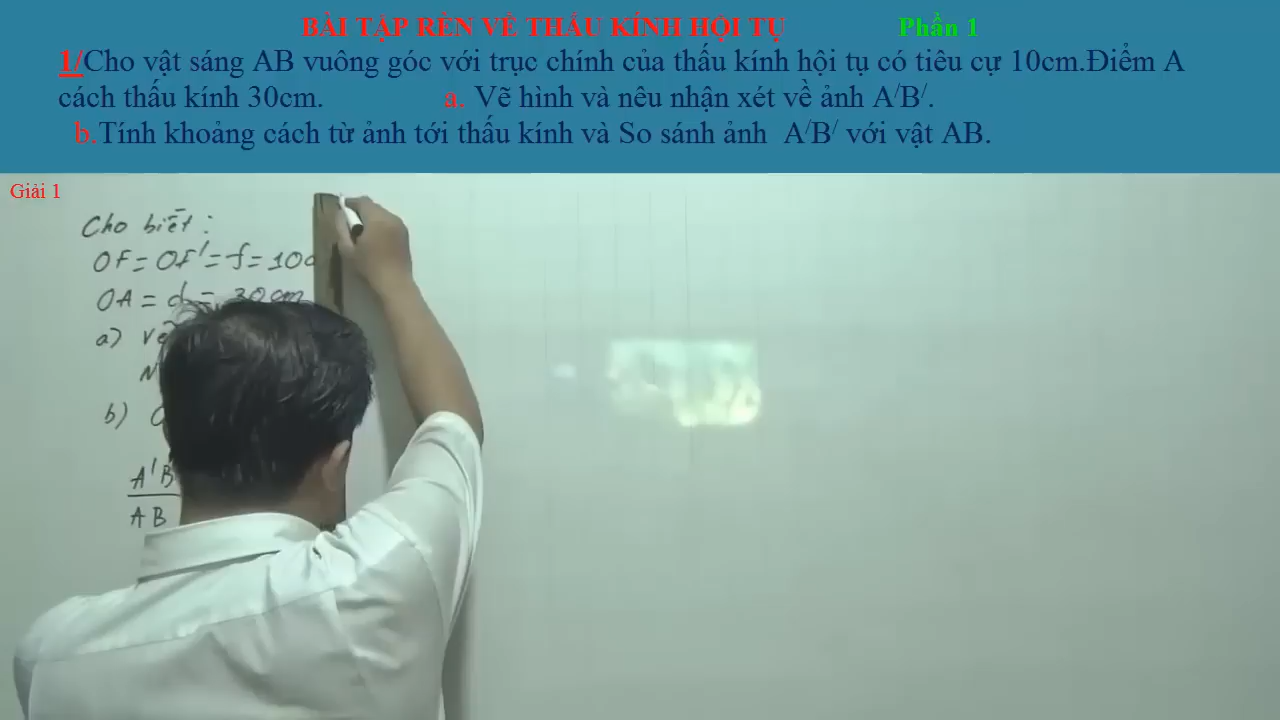 BÀI TẬP RÈN VỀ THẤU KÍNH HỘI TỤ Phần 1
1/Cho vật sáng AB vuông góc với trục chính của thấu kính hội tụ có tiêu cự 10cm.Điểm A
cách thấu kính 30cm. a. Vẽ hình và nêu nhận xét về ảnh A/B/.
b.Tính khoảng cách từ ảnh tới thấu kính và So sánh ảnh A/B/ với vật AB.
Giải 1
Cho biết :
OF = OF' = f = 10c
OA = d = 30cm
a) Vẽ
N
b)
A'B'
AB